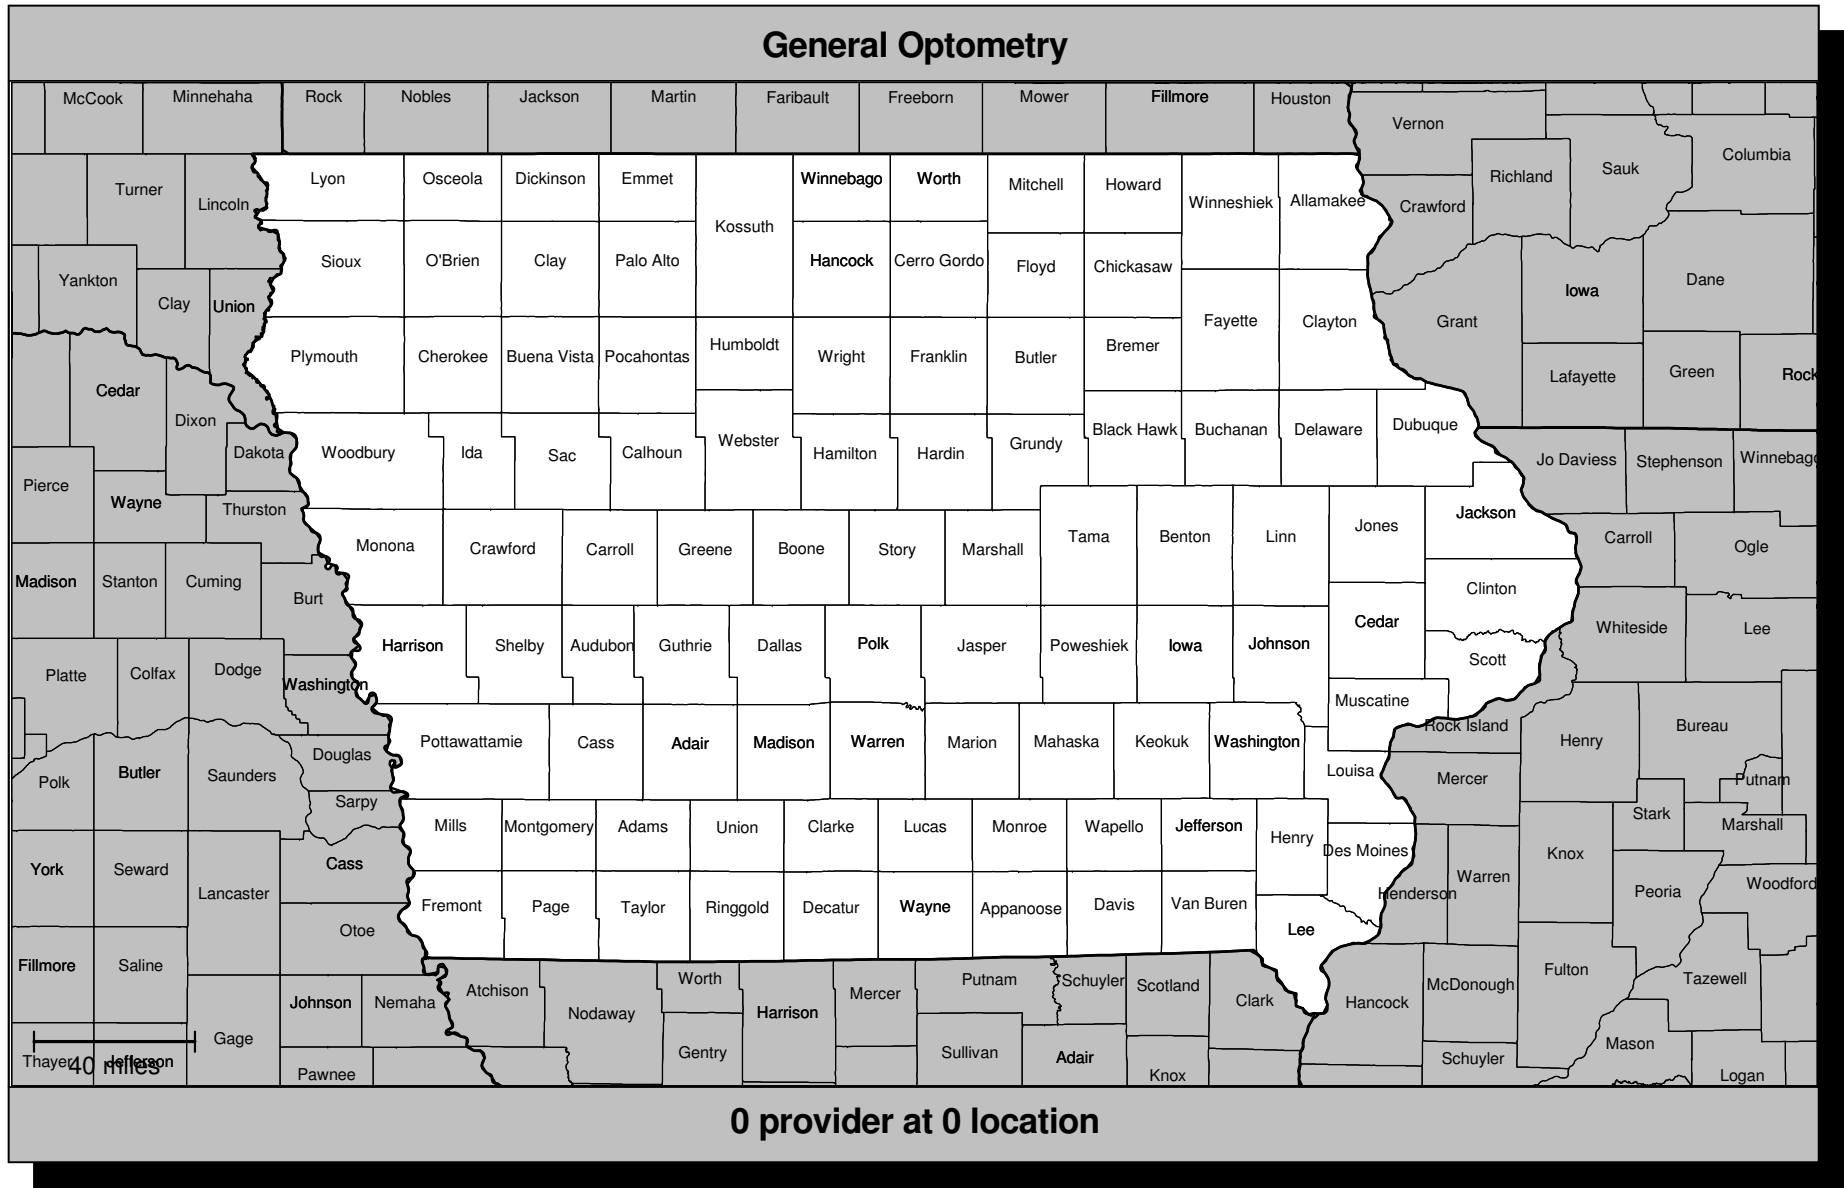 General Optometry
McCook Minnehaha Rock Nobles Jackson Martin Faribault Freeborn Mower Fillmore Houston
Vernon
Columbia
Sauk
Richland
Turner Lyon Osceola Dickinson Emmet Winnebago Worth Mitchell Howard
Lincoln Winneshiek Allamakee Crawford
Kossuth
Sioux O'Brien Clay Palo Alto Hancock Cerro Gordo Floyd Chickasaw
Yankton Dane
Clay Union Iowa
Fayette Clayton Grant
Plymouth Cherokee Buena Vista Pocahontas Humboldt Wright Franklin Butler Bremer
Lafayette Green Rock
Cedar
Dixon Black Hawk Buchanan Delaware Dubuque
Dakota Woodbury Ida Sac Calhoun Webster Hamilton Hardin Grundy
Jo Daviess Stephenson Winnebago
Pierce
Wayne Thurston Jackson
Monona Crawford Carroll Greene Boone Story Marshall Tama Benton Linn Jones
Carroll Ogle
Madison Stanton Cuming Clinton
Burt
Cedar Whiteside Lee
Harrison Shelby Audubon Guthrie Dallas Polk Jasper Poweshiek Iowa Johnson
Scott
Platte Colfax Dodge
Washington
Muscatine
Rock Island Henry Bureau
Pottawattamie Cass Adair Madison Warren Marion Mahaska Keokuk Washington
Douglas
Polk Butler Saunders Louisa Mercer Putnam
Sarpy
Mills Montgomery Adams Union Clarke Lucas Monroe Wapello Jefferson Henry
Stark Marshall
Des Moines Knox
Cass
York Seward Lancaster
Henderson Warren Peoria Woodford
Fremont Page Taylor Ringgold Decatur Wayne Appanoose Davis Van Buren
Otoe Lee
Fillmore Saline
Atchison Worth Mercer Putnam Schuyler Scotland Clark
Fulton Tazewell
McDonough
Johnson Nemaha Nodaway Harrison Hancock
Gage
Gentry Sullivan Adair Schuyler Mason
Thayer Jefferson
40 miles
Pawnee Knox Logan
0 provider at 0 location